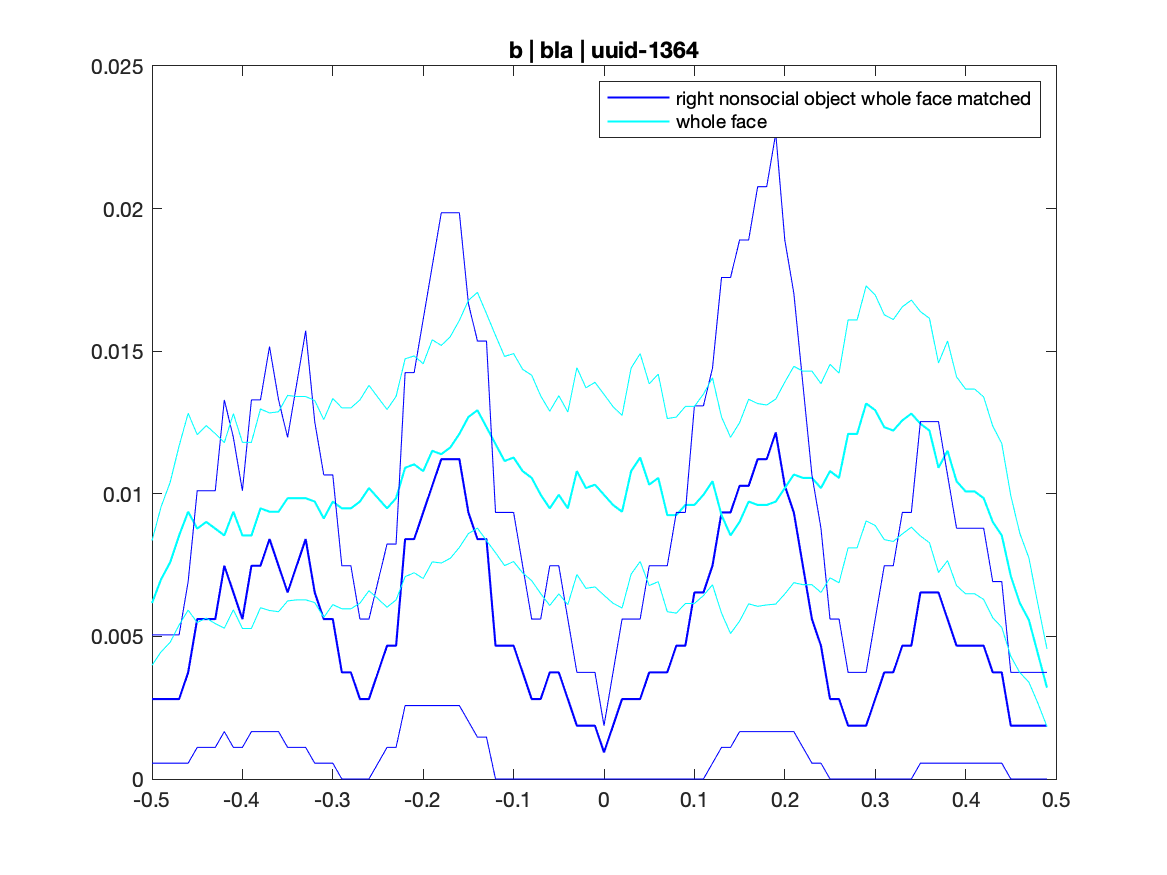 b | bla | uuid-1364
right nonsocial object whole face matched
whole face
0.025
0.02
0.015
0.01
0.005
0
-0.5 -0.4 -0.3 -0.2 -0.1 0 0.1 0.2 0.3 0.4 0.5